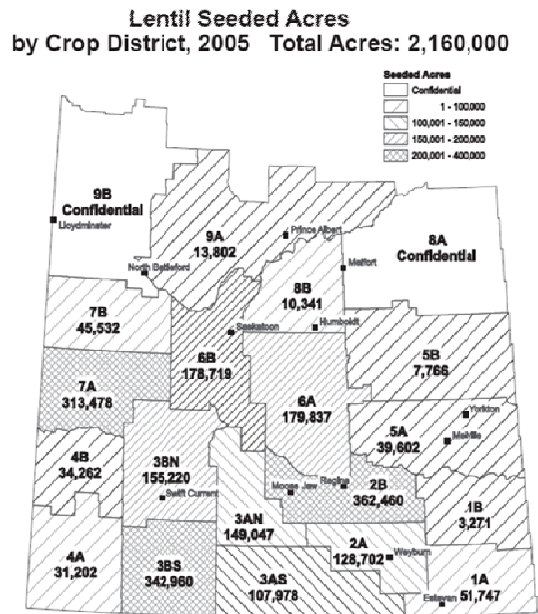 Lentil Seeded Acres
by Crop District, 2005 Total Acres: 2,160,000
Seeded Acres
Confidential
1 - 100,000
100,001 - 150,000
150,001 - 200,000
200,001 - 400,000
9B
Confidential
Lloydminster
9A
13,802
Prince Albert
North Battleford
Melfort
8A
Confidential
8B
10,341
Humboldt
7B
45,532
Saskatoon
6B
178,719
5B
7,766
7A
313,478
6A
179,837
Yorkton
5A
39,602
Melville
4B
34,262
3BN
155,220
Swift Current
Moose Jaw
Regina
2B
362,460
1B
3,271
3AN
149,047
2A
128,702
Weyburn
4A
31,202
3BS
342,960
3AS
107,978
1A
51,747
Estevan